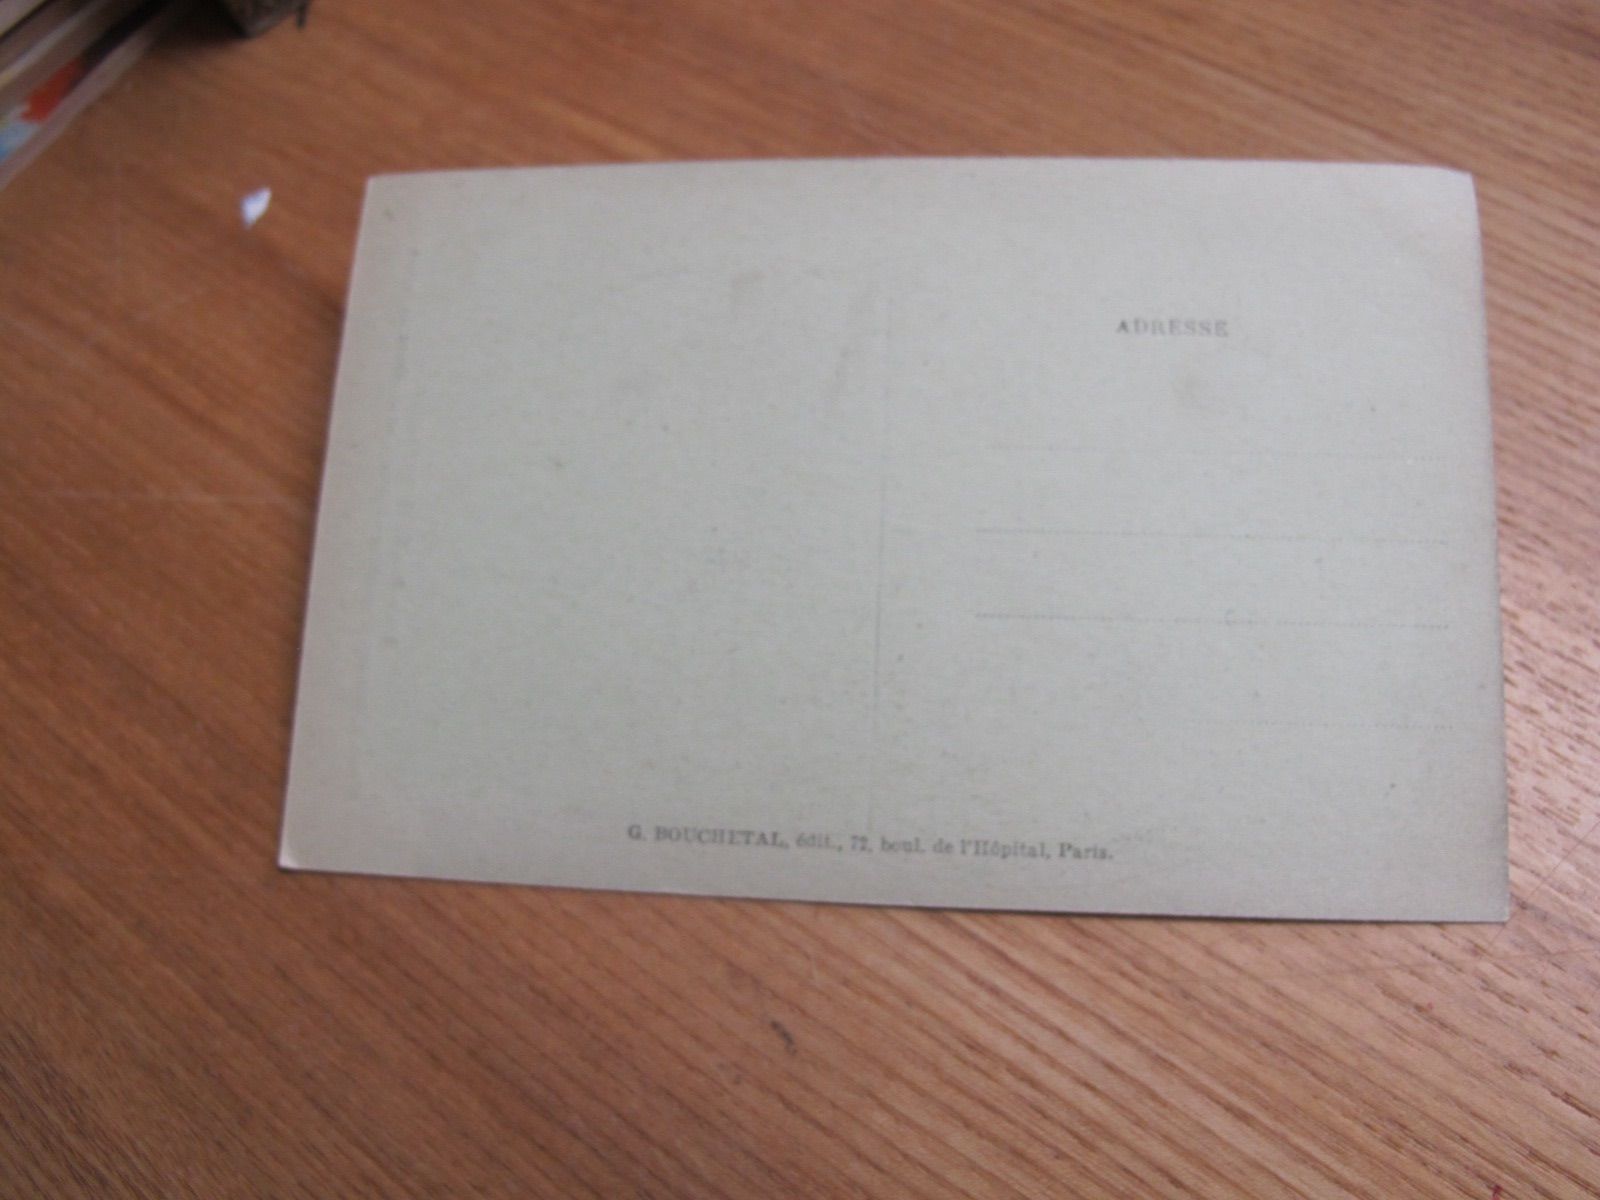 ADRESSE
G. BOUCHETAL, édit., 72, boul. de l'Hôpital, Paris.